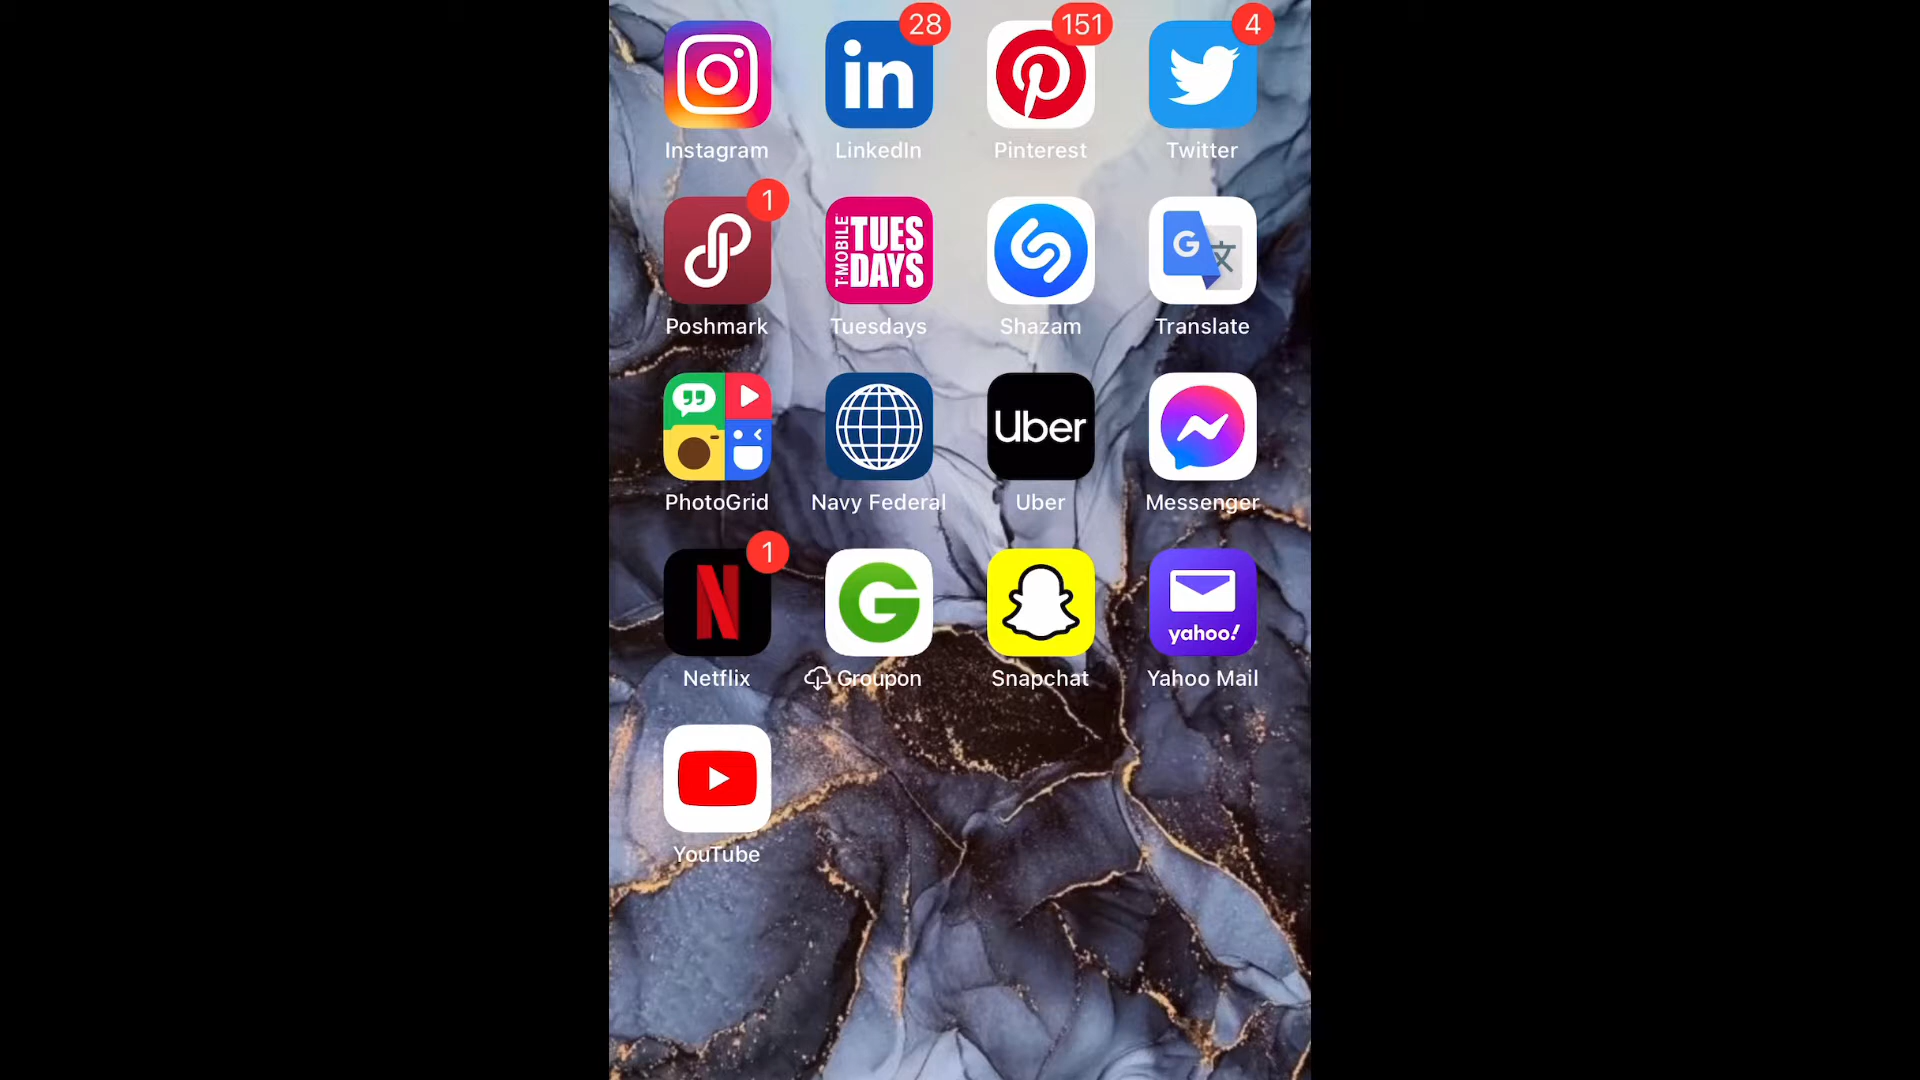 28
151
4
in
Instagram
LinkedIn
Pinterest
Twitter
1
T-MOBILE
TUES
DAYS
G
文
Poshmark
Tuesdays
Shazam
Translate
Uber
PhotoGrid
Navy Federal
Uber
Messenger
1
N
G
yahoo!
Netflix
Groupon
Snapchat
Yahoo Mail
YouTube